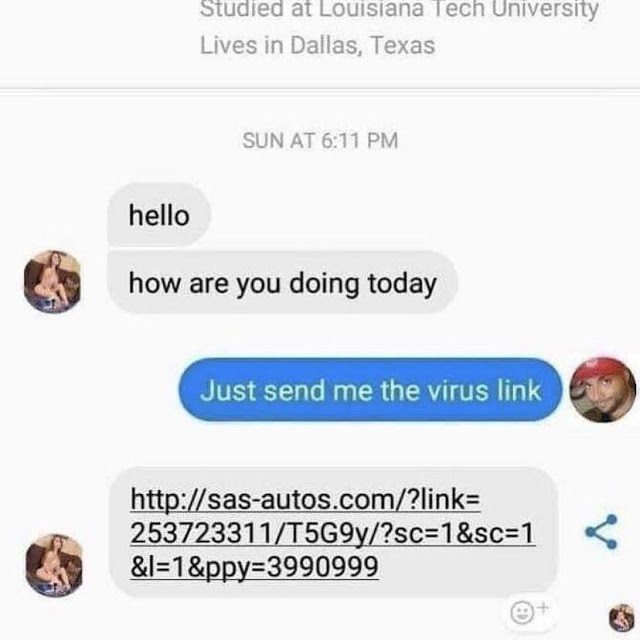 Studied at Louisiana Tech University
Lives in Dallas, Texas
SUN AT 6:11 PM
hello
how are you doing today
Just send me the virus link
http://sas-autos.com/?link=
253723311/T5G9y/?sc=1&sc=1
&l=1&ppy=3990999